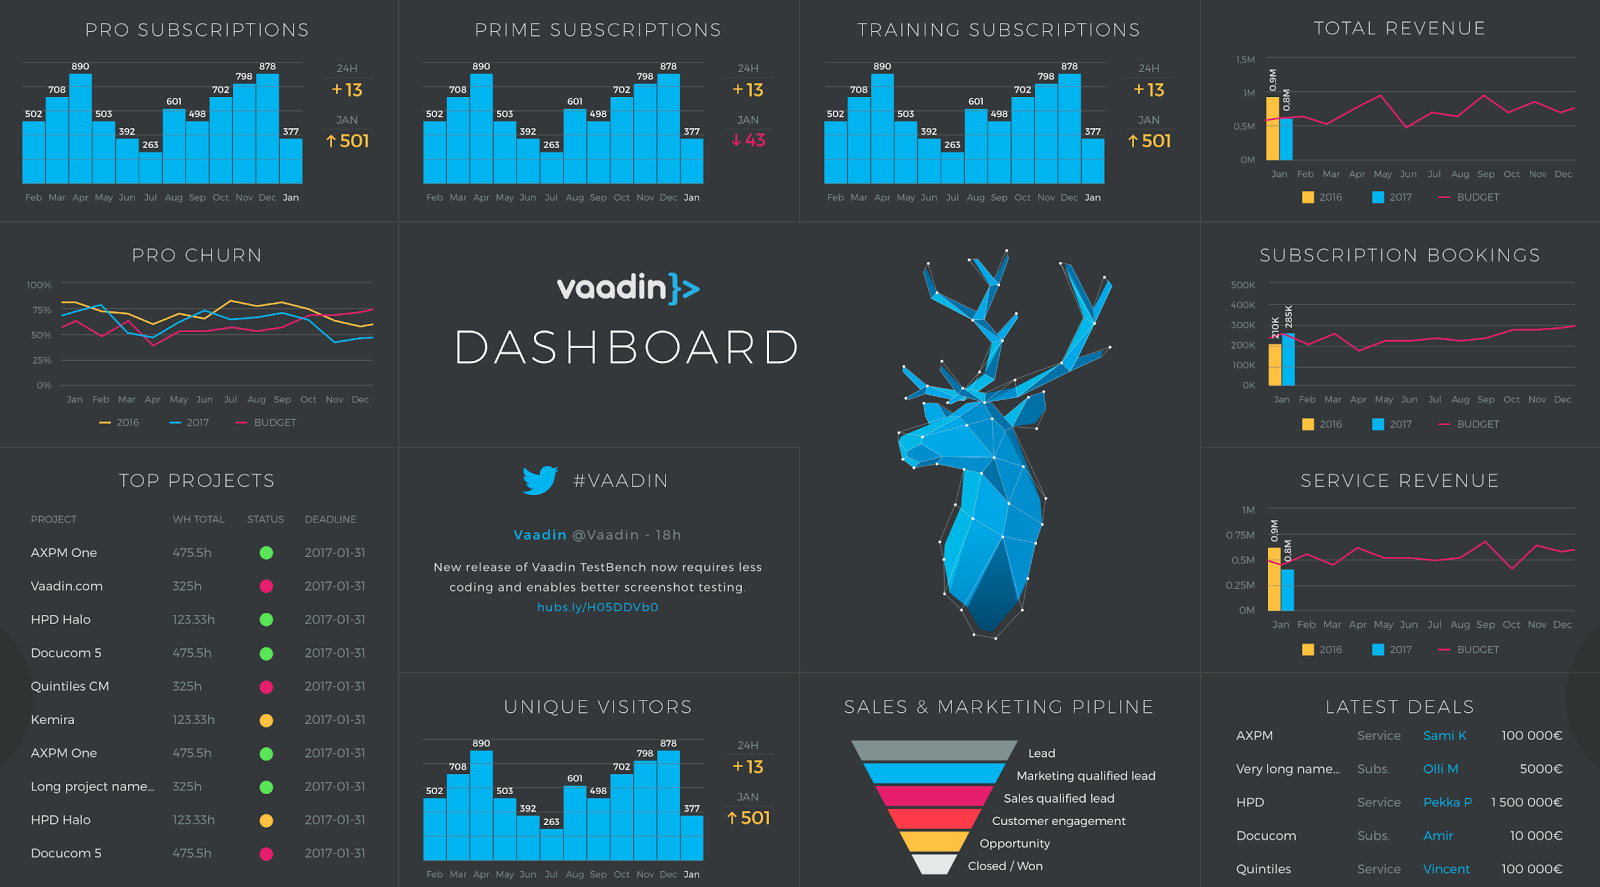 PRO SUBSCRIPTIONS
890
878
798
708
702
601
502
503
498
392
377
263
Feb Mar Apr May Jun Jul Aug Sep Oct Nov Dec Jan
24H
+13
JAN
↑501
PRIME SUBSCRIPTIONS
890
878
798
708
702
601
502
503
498
392
377
263
Feb Mar Apr May Jun Jul Aug Sep Oct Nov Dec Jan
24H
+13
JAN
↓43
TRAINING SUBSCRIPTIONS
890
878
798
708
702
601
502
503
498
392
377
263
Feb Mar Apr May Jun Jul Aug Sep Oct Nov Dec Jan
24H
+13
JAN
↑501
TOTAL REVENUE
1,5M
1M
0,5M
0M
0.9M
0.8M
Jan Feb Mar Apr May Jun Jul Aug Sep Oct Nov Dec
2016 2017 BUDGET
PRO CHURN
100%
75%
50%
25%
0%
Jan Feb Mar Apr May Jun Jul Aug Sep Oct Nov Dec
2016 2017 BUDGET
vaadin}>
DASHBOARD
SUBSCRIPTION BOOKINGS
500K
400K
300K
200K
100K
0K
210K
285K
Jan Feb Mar Apr May Jun Jul Aug Sep Oct Nov Dec
2016 2017 BUDGET
TOP PROJECTS
PROJECT WH TOTAL STATUS DEADLINE
AXPM One 475.5h 2017-01-31
Vaadin.com 325h 2017-01-31
HPD Halo 123.33h 2017-01-31
Docucom 5 475.5h 2017-01-31
Quintiles CM 325h 2017-01-31
Kemira 123.33h 2017-01-31
AXPM One 475.5h 2017-01-31
Long project name... 325h 2017-01-31
HPD Halo 123.33h 2017-01-31
Docucom 5 475.5h 2017-01-31
#VAADIN
Vaadin @Vaadin - 18h
New release of Vaadin TestBench now requires less
coding and enables better screenshot testing.
hubs.ly/H05DDVb0
SERVICE REVENUE
1M
0.75M
0,5M
0.25M
0M
0.9M
0.8M
Jan Feb Mar Apr May Jun Jul Aug Sep Oct Nov Dec
2016 2017 BUDGET
UNIQUE VISITORS
890
878
798
708
702
601
502
503
498
392
377
263
Feb Mar Apr May Jun Jul Aug Sep Oct Nov Dec Jan
24H
+13
JAN
↑501
SALES & MARKETING PIPLINE
Lead
Marketing qualified lead
Sales qualified lead
Customer engagement
Opportunity
Closed / Won
LATEST DEALS
AXPM Service Sami K 100 000€
Very long name... Subs. Olli M 5000€
HPD Service Pekka P 1 500 000€
Docucom Subs. Amir 10 000€
Quintiles Service Vincent 100 000€